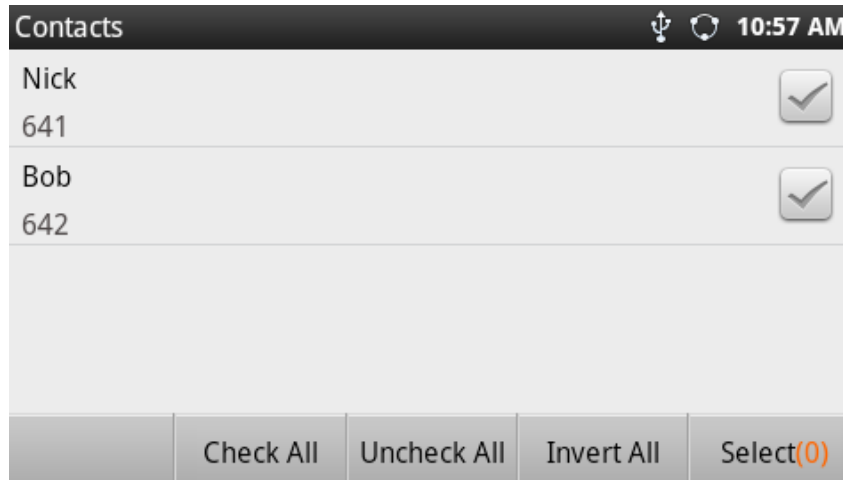 Contacts 10:57 AM
Nick
641
Bob
642
Check All Uncheck All Invert All Select(0)